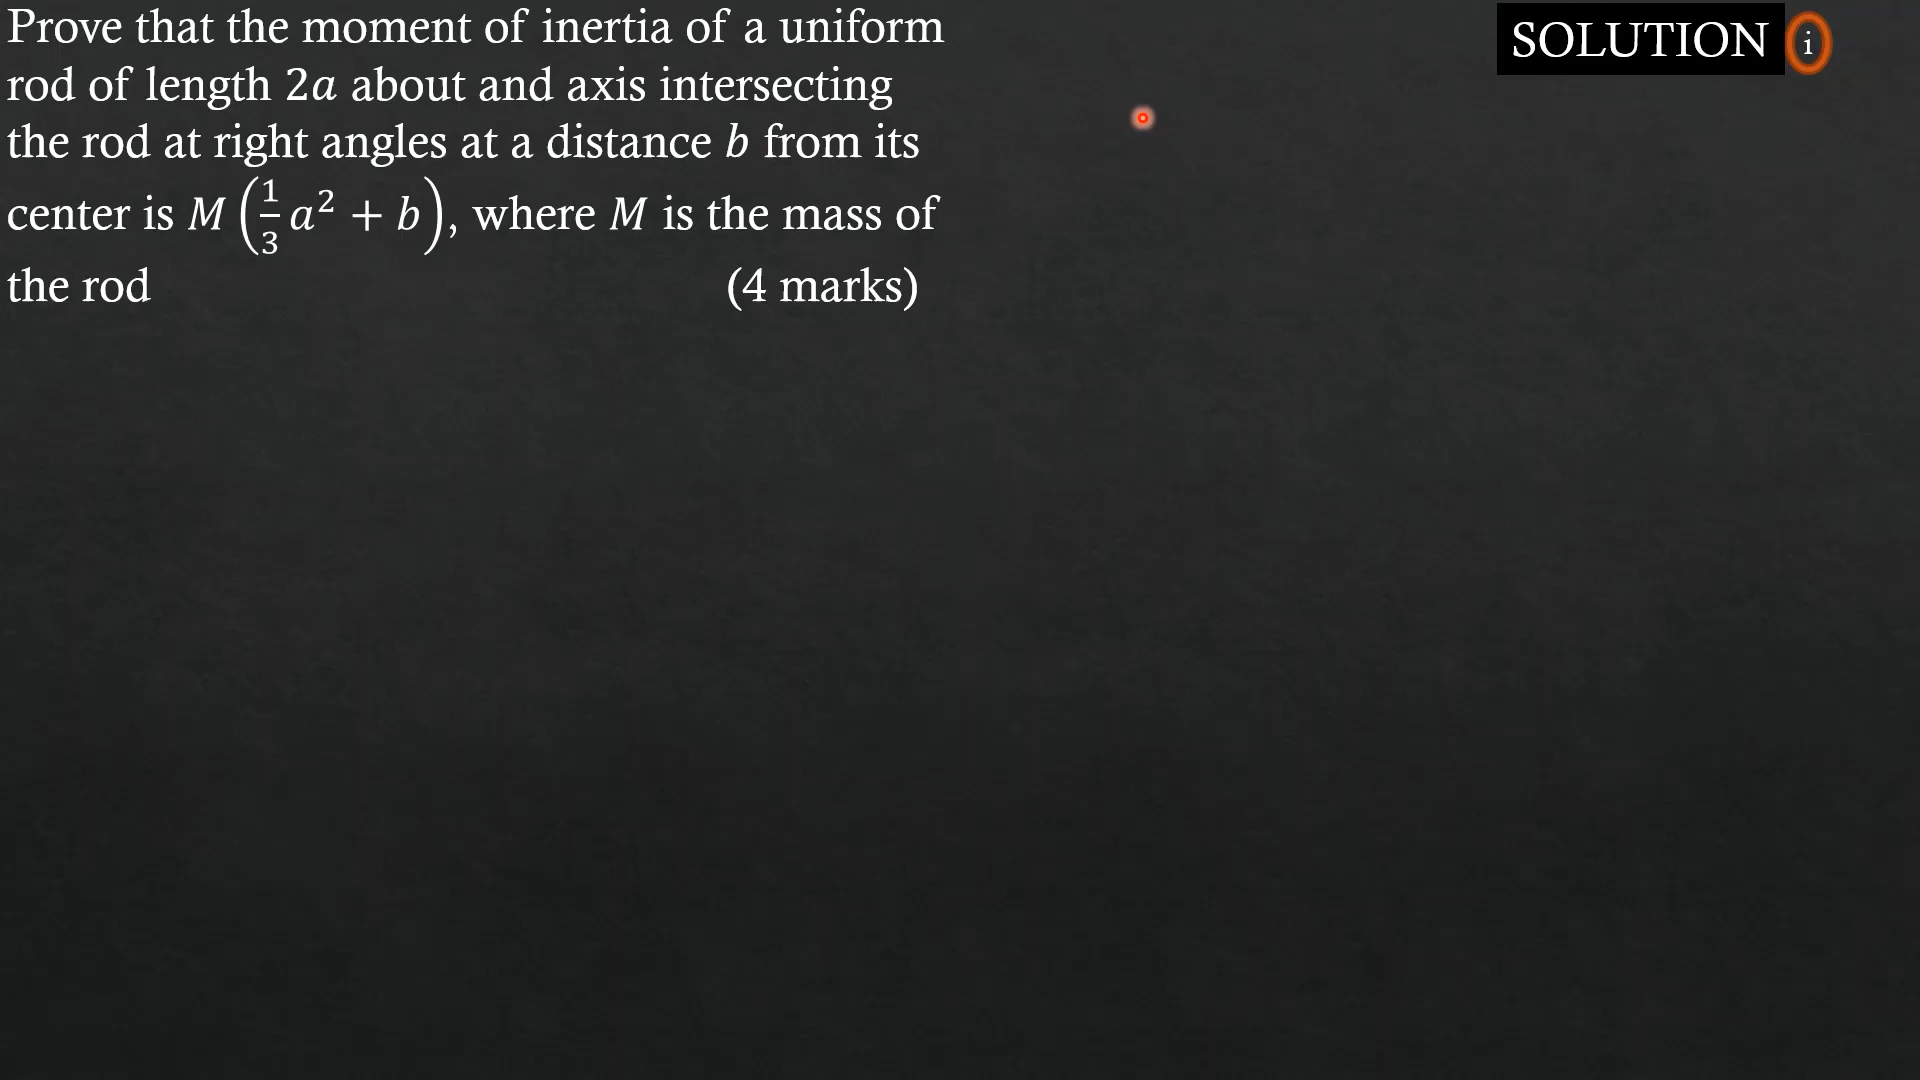 Prove that the moment of inertia of a uniform
rod of length 2a about and axis intersecting
the rod at right angles at a distance b from its
center is M(1/3 a² + b), where M is the mass of
the rod (4 marks)
SOLUTION i